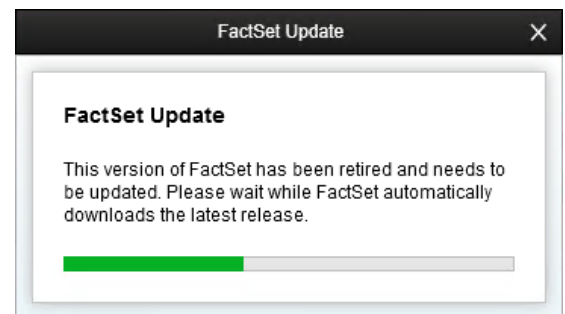 FactSet Update
FactSet Update
This version of FactSet has been retired and needs to
be updated. Please wait while FactSet automatically
downloads the latest release.